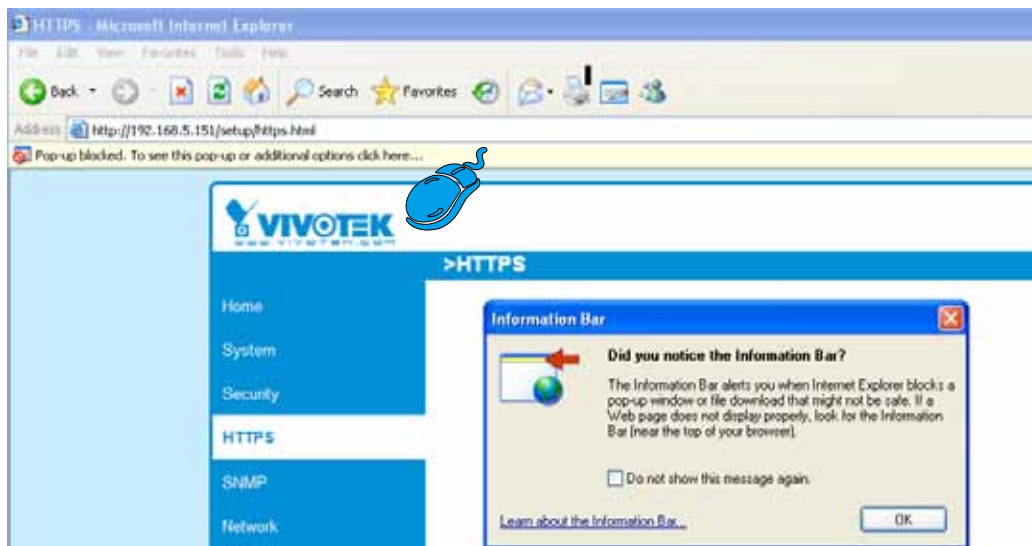 HTTPS - Microsoft Internet Explorer
File Edit View Favorites Tools Help
Back Search Favorites
Address http://192.168.5.151/setup/https.html
Pop-up blocked. To see this pop-up or additional options click here...
VIVOTEK
www.vivotek.com
>HTTPS
Home
System
Security
HTTPS
SNMP
Network
Information Bar
Did you notice the Information Bar?
The Information Bar alerts you when Internet Explorer blocks a
pop-up window or file download that might not be safe. If a
Web page does not display properly, look for the Information
Bar (near the top of your browser).
Do not show this message again.
Learn about the Information Bar...
OK